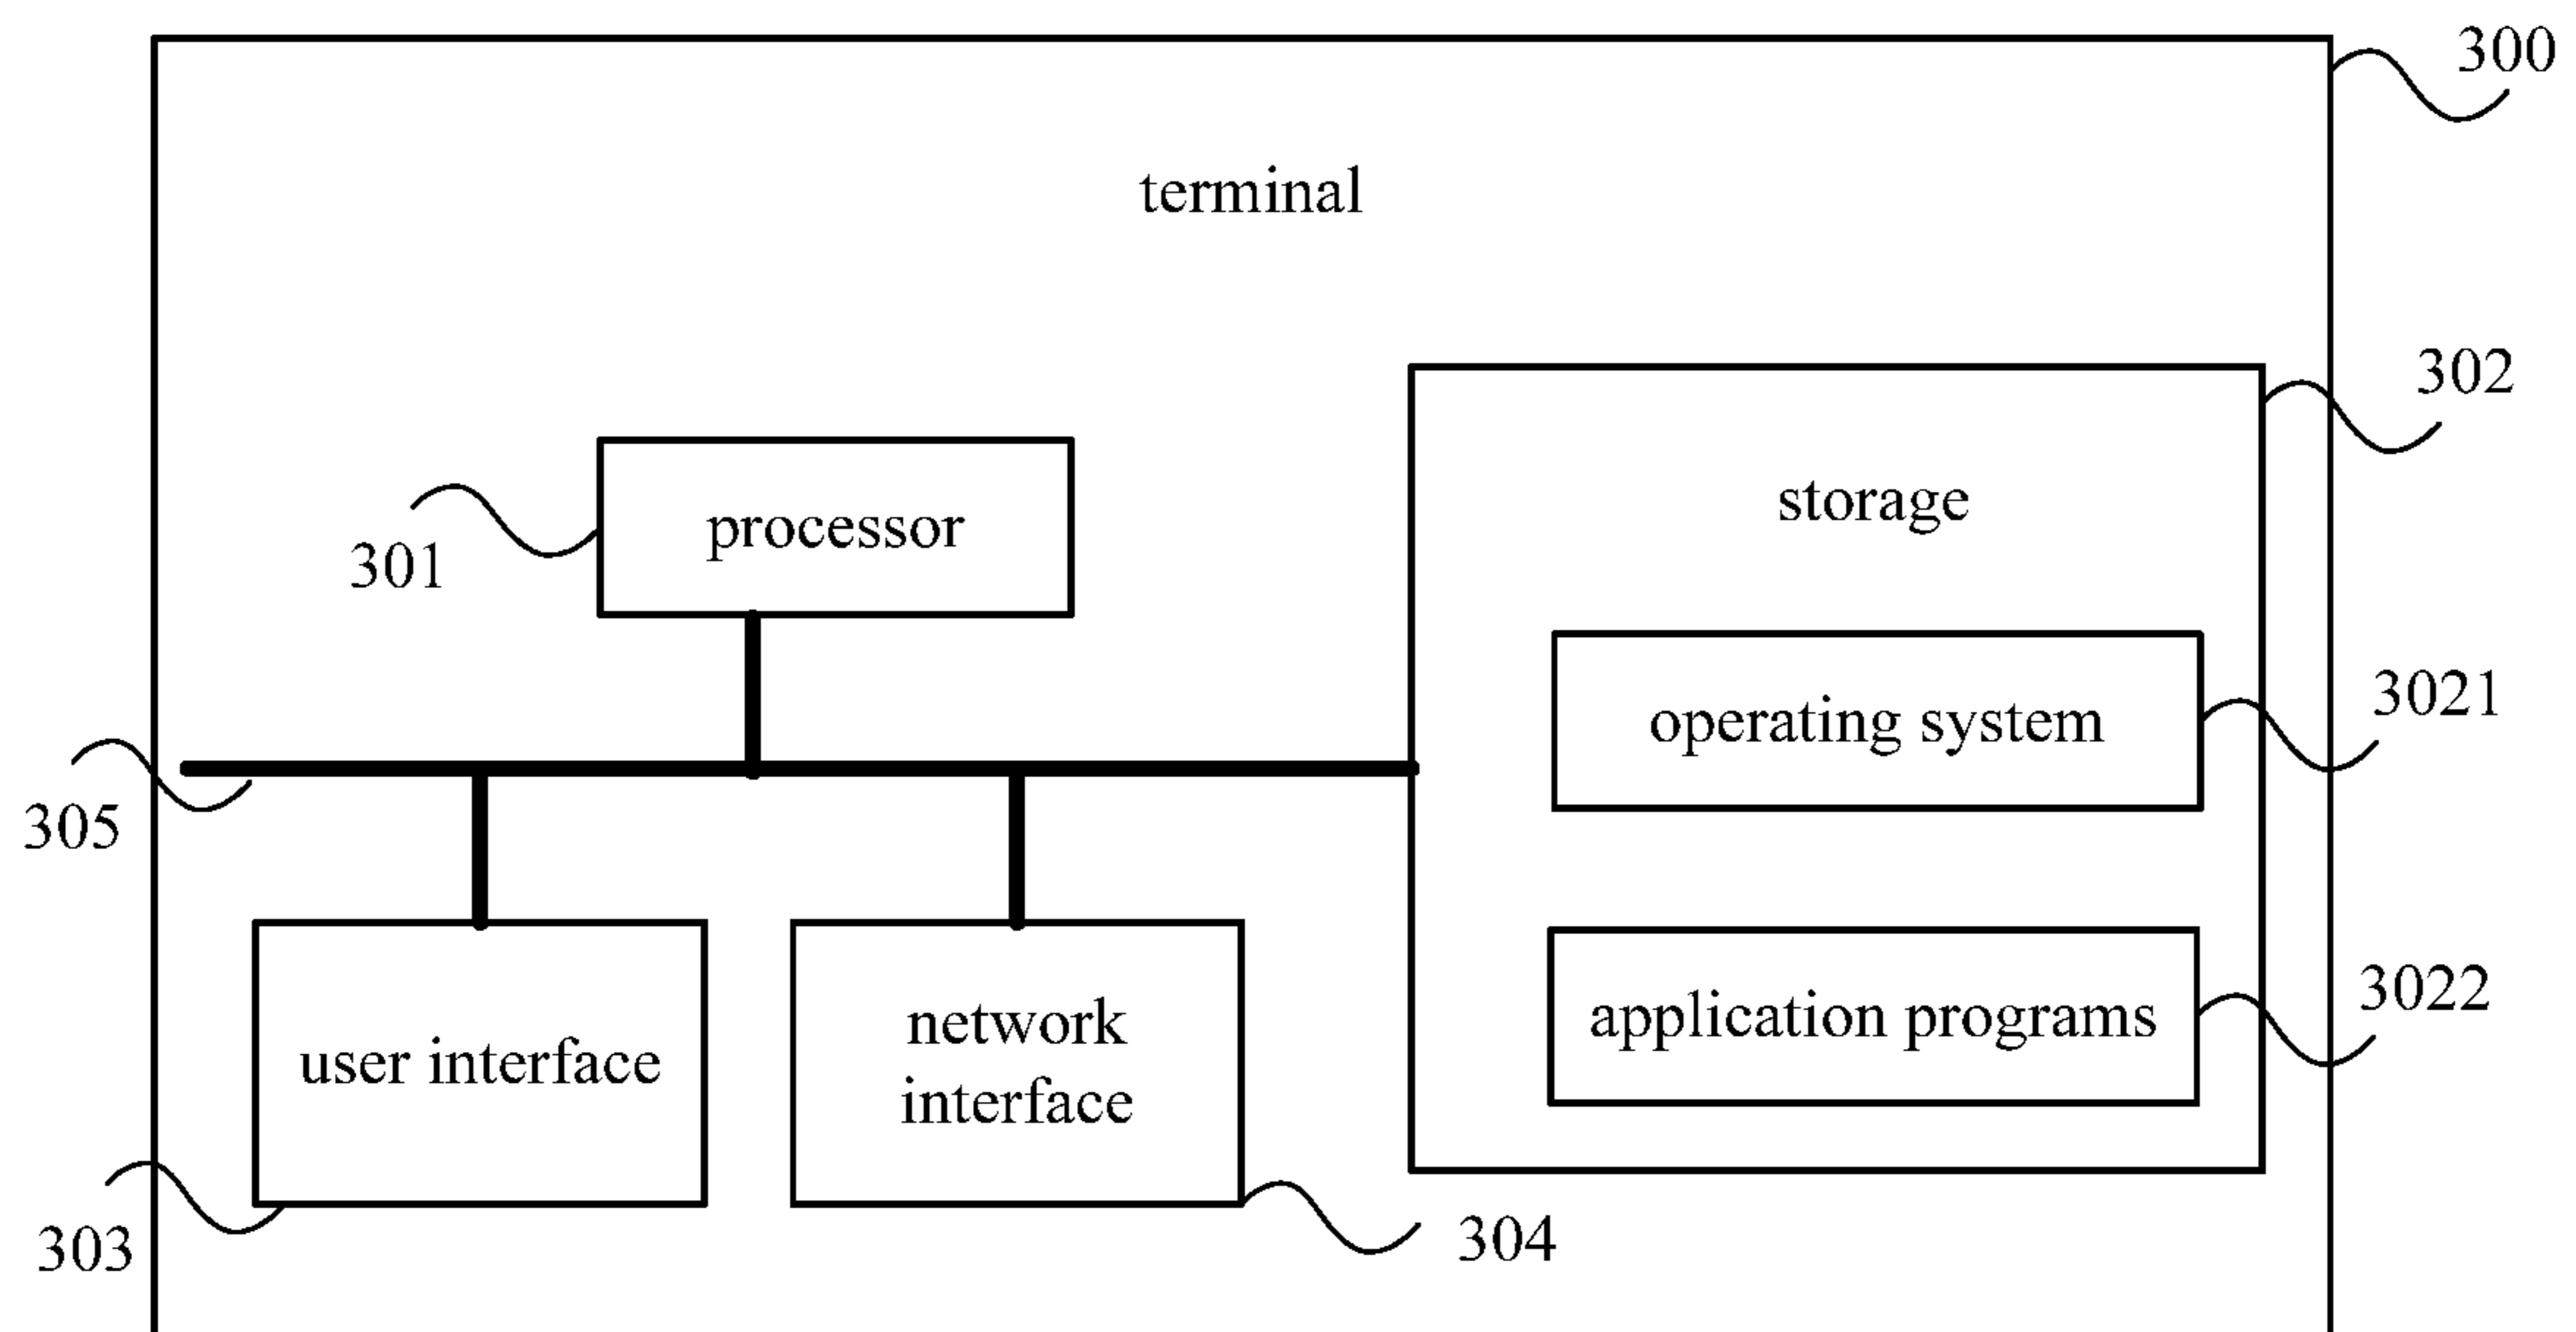 300
terminal
302
storage
processor
301
operating system
3021
305
network
interface
user interface
application programs
3022
303
304